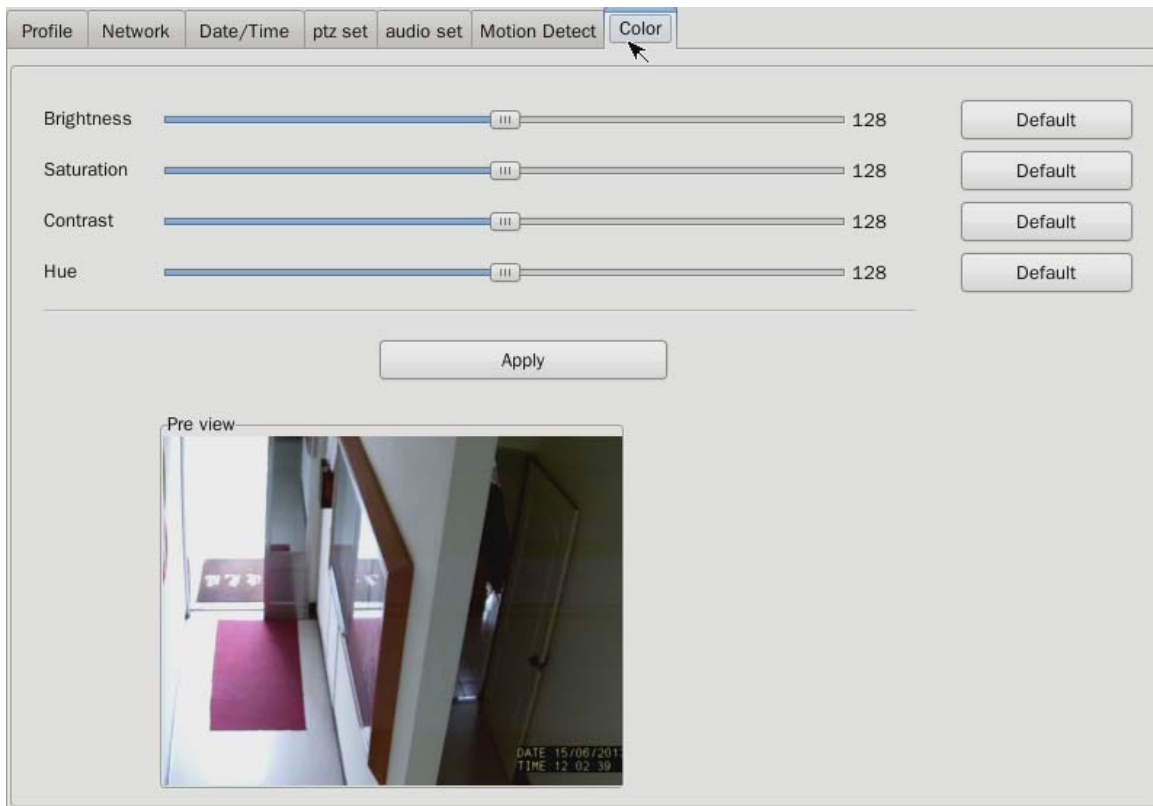 Profile Network Date/Time ptz set audio set Motion Detect Color
Brightness 128 Default
Saturation 128 Default
Contrast 128 Default
Hue 128 Default
Apply
Pre view
DATE 15/06/201
TIME 12 02 39